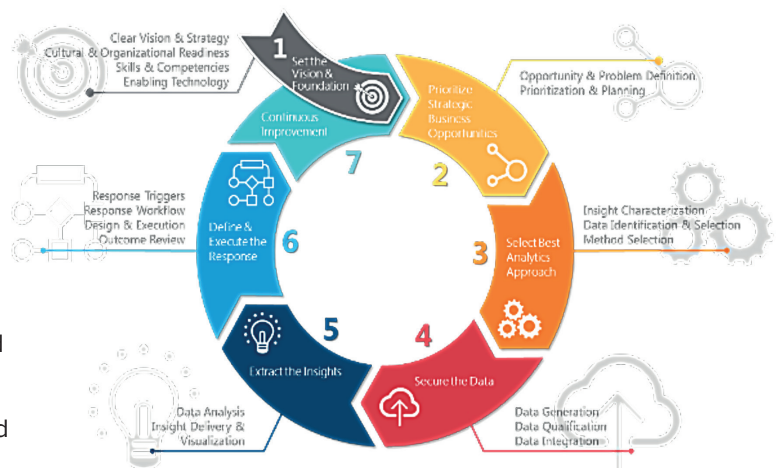 Clear Vision & Strategy
Cultural & Organizational Readiness
Skills & Competencies
Enabling Technology
1
Set the
Vision &
Foundation
2
Prioritize
Strategic
Business
Opportunities
Opportunity & Problem Definition
Prioritization & Planning
3
Select Best
Analytics
Approach
Insight Characterization
Data Identification & Selection
Method Selection
4
Secure the Data
Data Generation
Data Qualification
Data Integration
5
Extract the Insights
Data Analysis
Insight Delivery &
Visualization
6
Define &
Execute the
Response
Response Triggers
Response Workflow
Design & Execution
Outcome Review
7
Continuous
Improvement